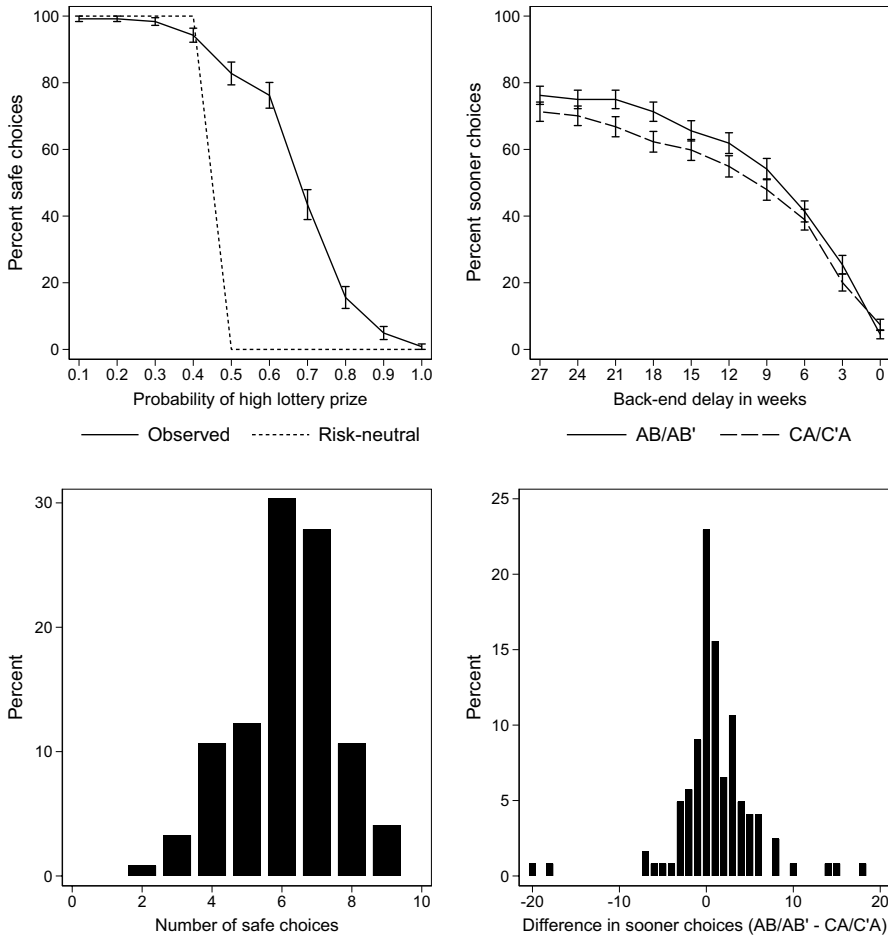 Percent safe choices
100
80
60
40
20
0
0.1 0.2 0.3 0.4 0.5 0.6 0.7 0.8 0.9 1.0
Probability of high lottery prize
Observed Risk-neutral
Percent sooner choices
100
80
60
40
20
0
27 24 21 18 15 12 9 6 3 0
Back-end delay in weeks
AB/AB' CA/C'A
Percent
30
20
10
0
0 2 4 6 8 10
Number of safe choices
Percent
25
20
15
10
5
0
-20 -10 0 10 20
Difference in sooner choices (AB/AB' - CA/C'A)